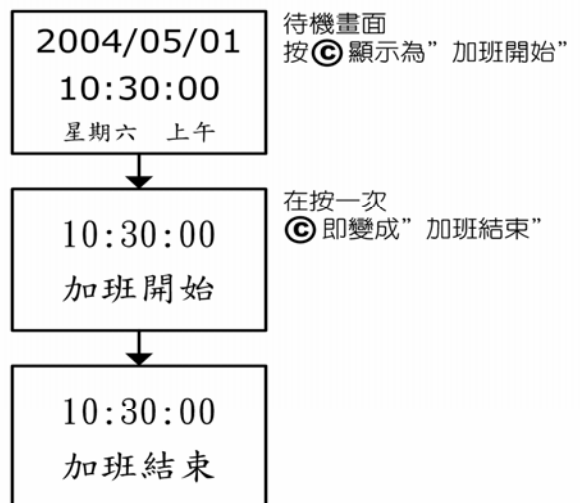 2004/05/01
10:30:00
星期六 上午
待機畫面
按Ⓒ顯示為”加班開始”
10:30:00
加班開始
在按一次
Ⓒ即變成”加班結束”
10:30:00
加班結束